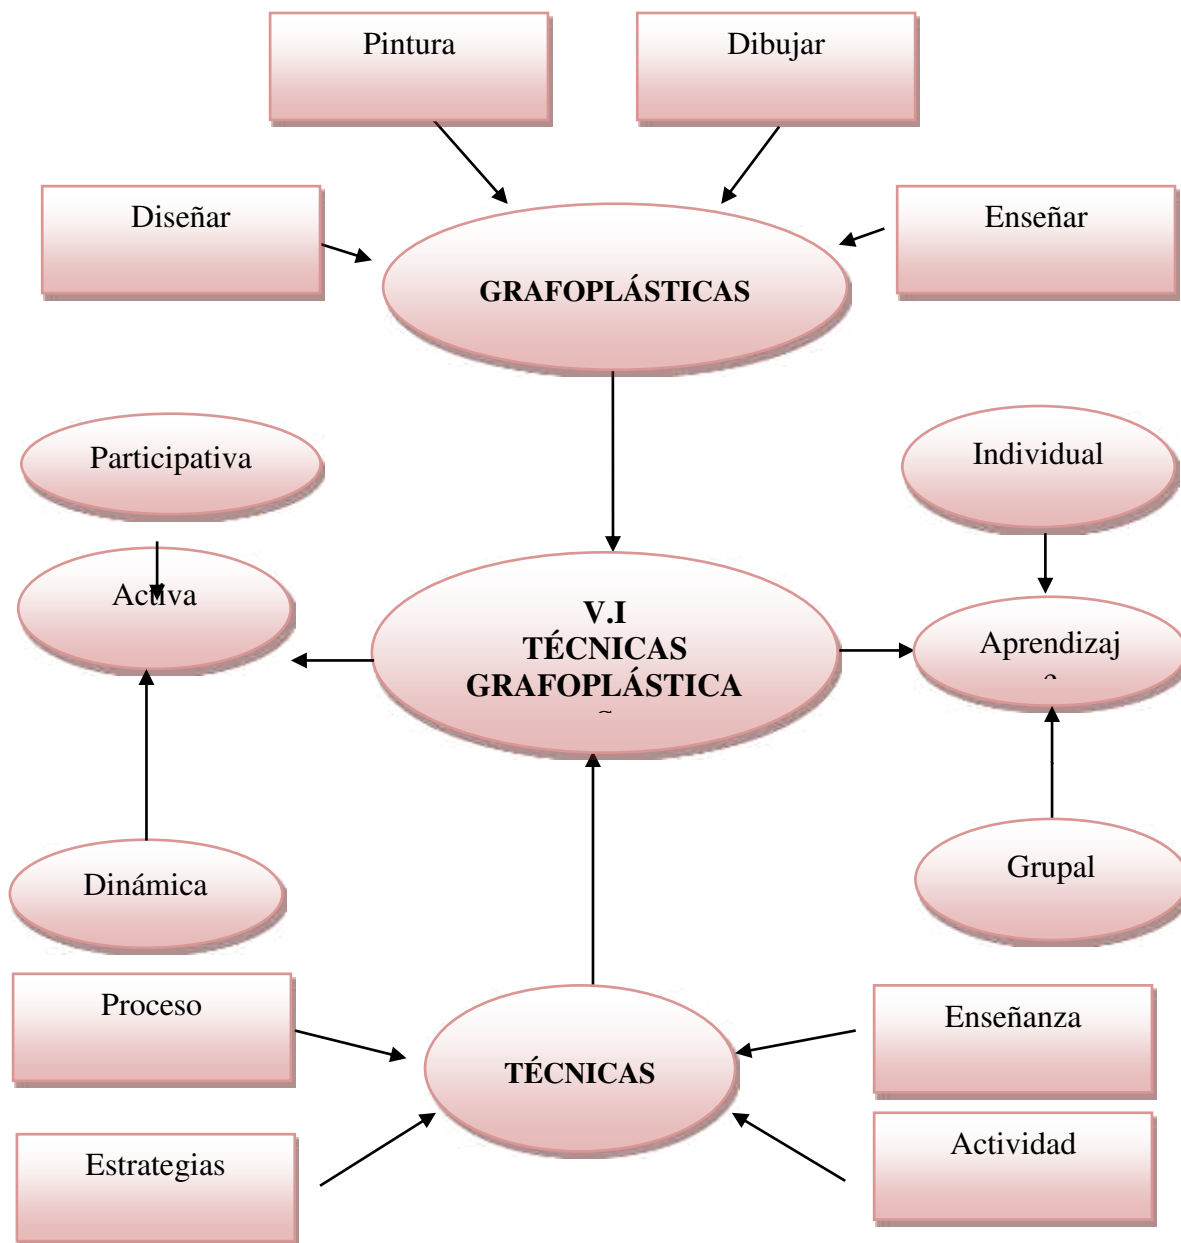 Pintura
Dibujar
Diseñar
Enseñar
GRAFOPLÁSTICAS
Participativa
Individual
Activa
V.I
TÉCNICAS
GRAFOPLÁSTICA
Aprendizaj
Dinámica
Grupal
Proceso
Enseñanza
TÉCNICAS
Estrategias
Actividad